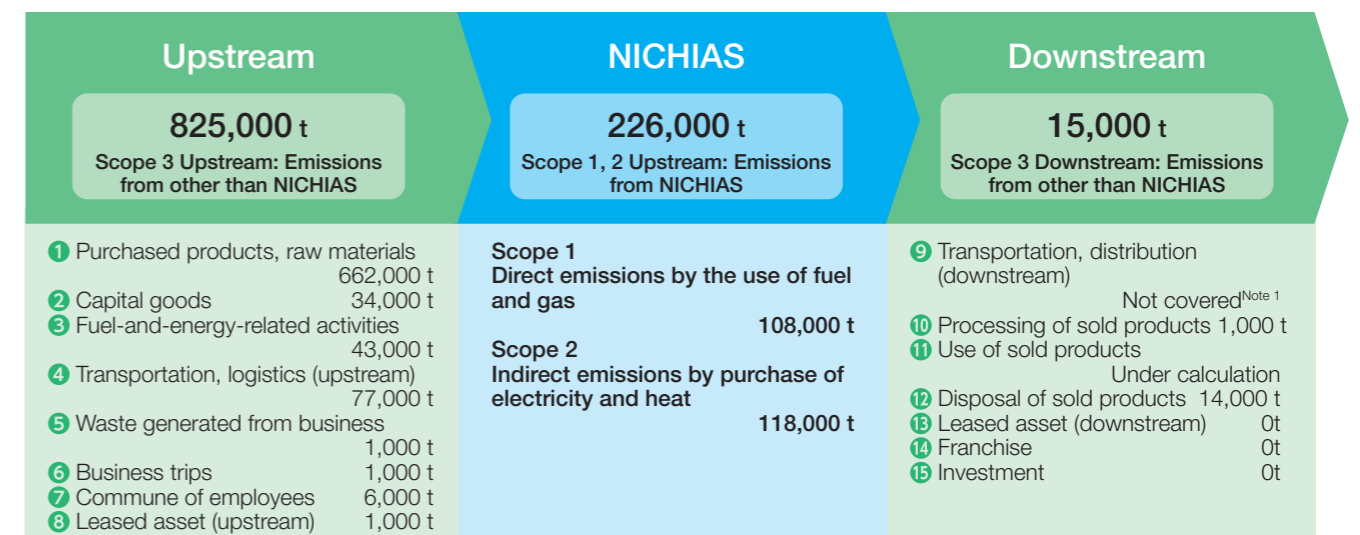 Upstream
825,000 t
Scope 3 Upstream: Emissions
from other than NICHIAS
❶ Purchased products, raw materials
662,000 t
❷ Capital goods 34,000 t
❸ Fuel-and-energy-related activities
43,000 t
❹ Transportation, logistics (upstream)
77,000 t
❺ Waste generated from business
1,000 t
❻ Business trips 1,000 t
❼ Commune of employees 6,000 t
❽ Leased asset (upstream) 1,000 t
NICHIAS
226,000 t
Scope 1, 2 Upstream: Emissions
from NICHIAS
Scope 1
Direct emissions by the use of fuel
and gas
108,000 t
Scope 2
Indirect emissions by purchase of
electricity and heat
118,000 t
Downstream
15,000 t
Scope 3 Downstream: Emissions
from other than NICHIAS
❾ Transportation, distribution
(downstream)
Not covered Note 1
❿ Processing of sold products 1,000 t
⓫ Use of sold products
Under calculation
⓬ Disposal of sold products 14,000 t
⓭ Leased asset (downstream) 0t
⓮ Franchise 0t
⓯ Investment 0t